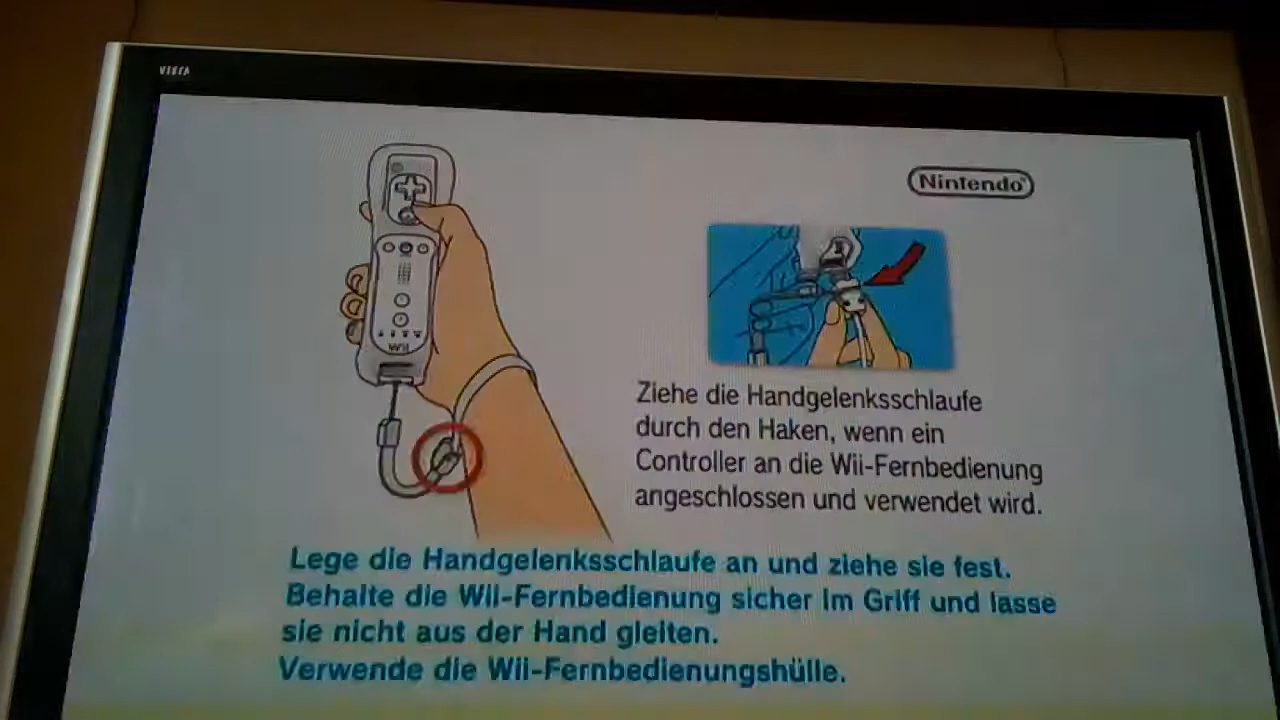 VIERA
Nintendo
Wii
Ziehe die Handgelenksschlaufe
durch den Haken, wenn ein
Controller an die Wii-Fernbedienung
angeschlossen und verwendet wird.
Lege die Handgelenksschlaufe an und ziehe sie fest.
Behalte die Wii-Fernbedienung sicher im Griff und lasse
sie nicht aus der Hand gleiten.
Verwende die Wii-Fernbedienungshülle.